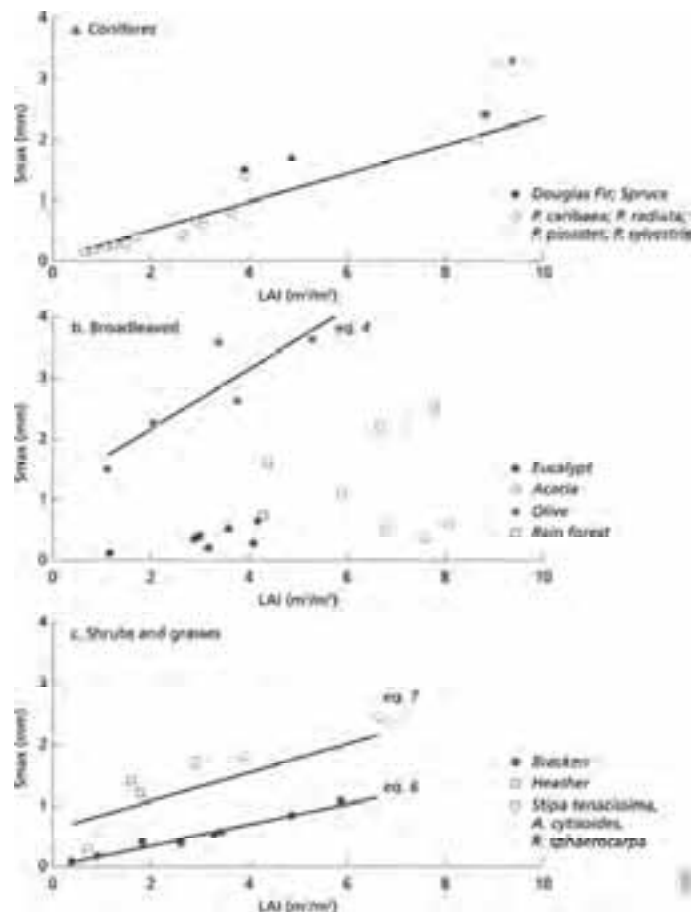 a. Conifores
Smax (mm)
4
3
2
1
0
0 2 4 6 8 10
LAI (m²/m²)
Douglas Fir; Spruce
P. caribaea; P. radiata;
P. pinaster, P. sylvestris
b. Broadleaved
Smax (mm)
4
3
2
1
0
eq. 4
0 2 4 6 8 10
LAI (m²/m²)
Eucalypt
Acacia
Olive
Rain forest
c. Shrubs and grasses
Smax (mm)
4
3
2
1
0
eq. 7
eq. 6
0 2 4 6 8 10
LAI (m²/m²)
Bracken
Heather
Stipa tenacissima,
A. cytisoides,
R. sphaerocarpa